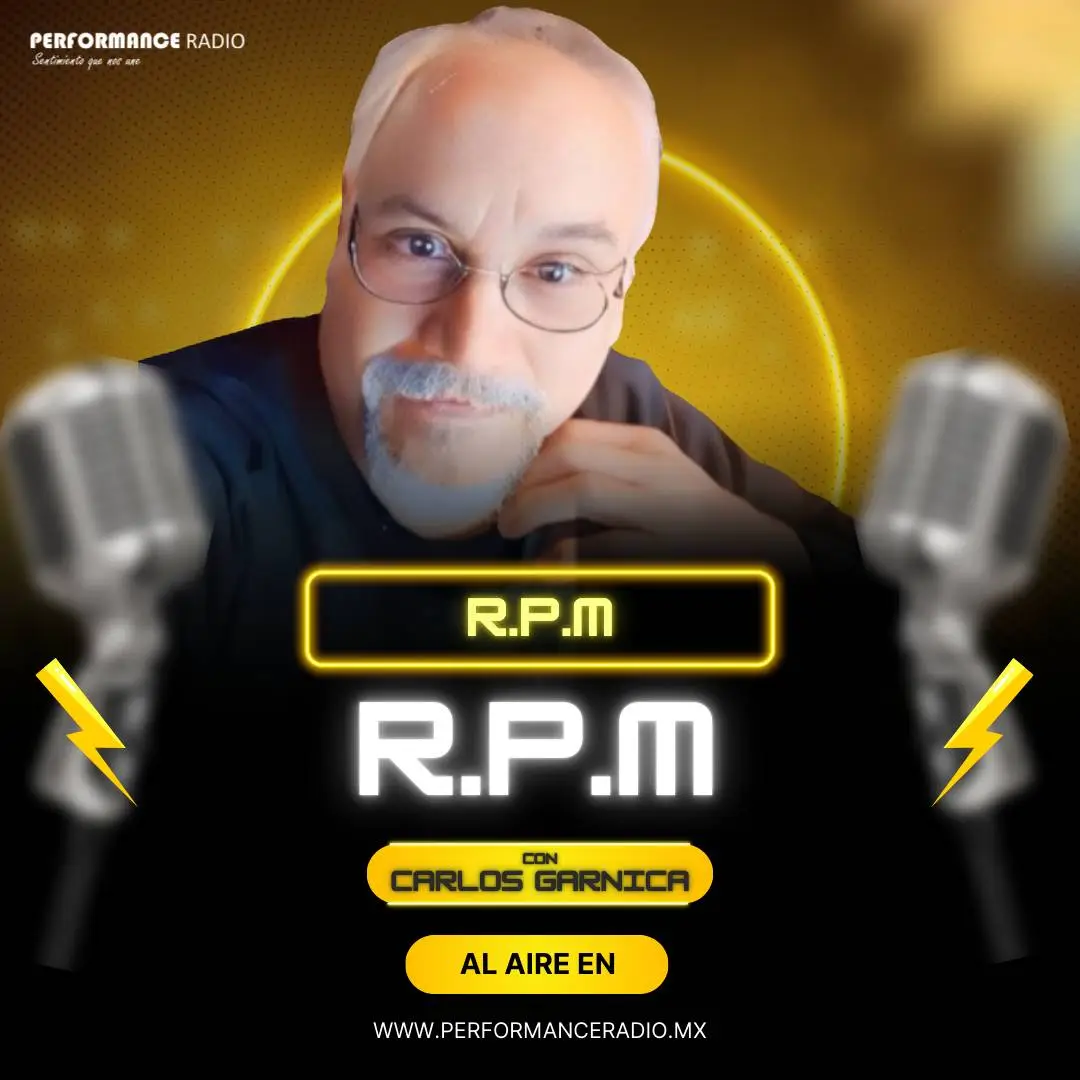 PERFORMANCE RADIO
Sentimiento que nos une
R.P.M
R.P.M
CON
CARLOS GARNICA
AL AIRE EN
WWW.PERFORMANCERADIO.MX